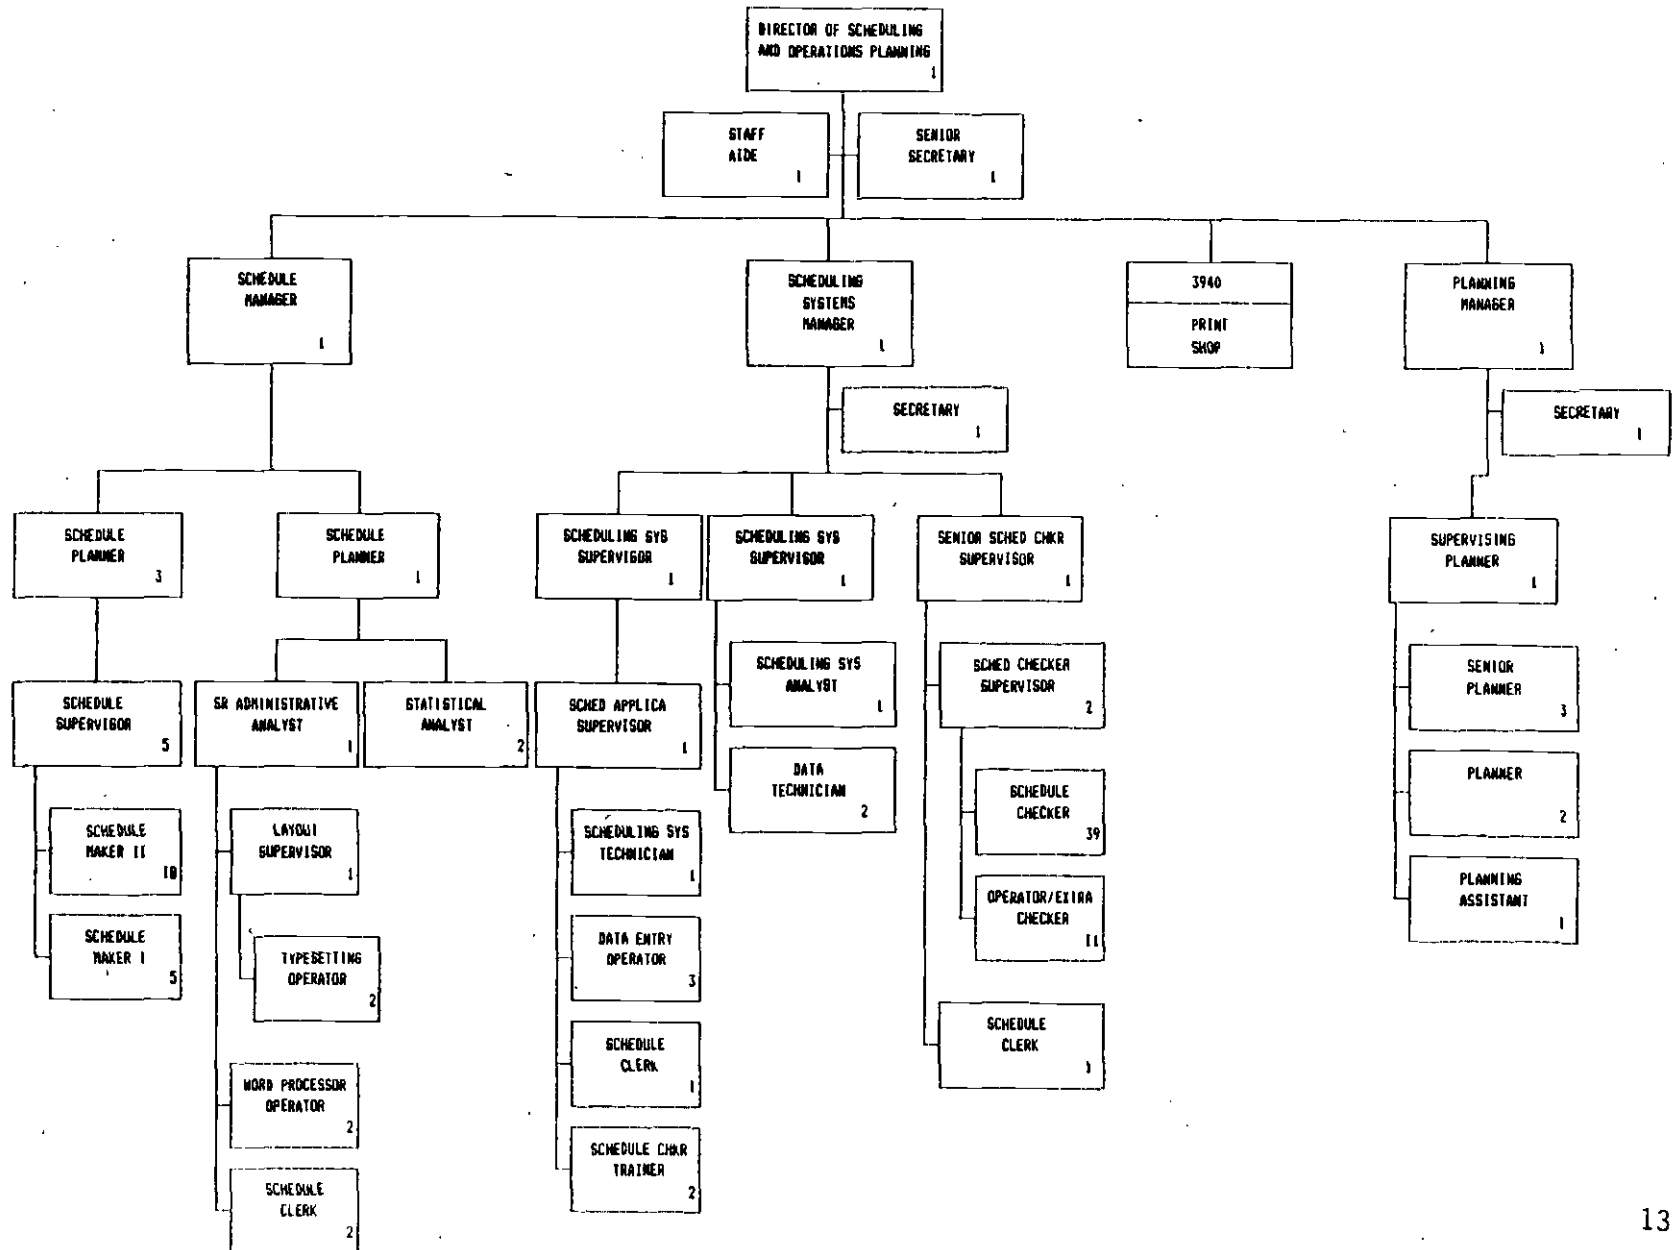 DIRECTOR OF SCHEDULING
AND OPERATIONS PLANNING
1
STAFF
AIDE
1
SENIOR
SECRETARY
1
SCHEDULE
MANAGER
1
SCHEDULING
SYSTEMS
MANAGER
1
3940
PRINT
SHOP
PLANNING
MANAGER
1
SECRETARY
1
SECRETARY
1
SCHEDULE
PLANNER
3
SCHEDULE
PLANNER
1
SCHEDULING SYS
SUPERVISOR
1
SCHEDULING SYS
SUPERVISOR
1
SENIOR SCHED CHKR
SUPERVISOR
1
SUPERVISING
PLANNER
1
SCHEDULE
SUPERVISOR
5
SR ADMINISTRATIVE
ANALYST
1
STATISTICAL
ANALYST
2
SCHED APPLICA
SUPERVISOR
1
SCHEDULING SYS
ANALYST
1
SCHED CHECKER
SUPERVISOR
2
SENIOR
PLANNER
3
DATA
TECHNICIAN
2
SCHEDULE
CHECKER
39
PLANNER
2
SCHEDULE
MAKER II
LAYOUT
SUPERVISOR
1
SCHEDULING SYS
TECHNICIAN
1
OPERATOR/EXTRA
CHECKER
11
PLANNING
ASSISTANT
1
SCHEDULE
MAKER I
5
TYPESETTING
OPERATOR
2
DATA ENTRY
OPERATOR
3
SCHEDULE
CLERK
1
SCHEDULE
CLERK
1
WORD PROCESSOR
OPERATOR
2
SCHEDULE CHKR
TRAINER
2
SCHEDULE
CLERK
2
13